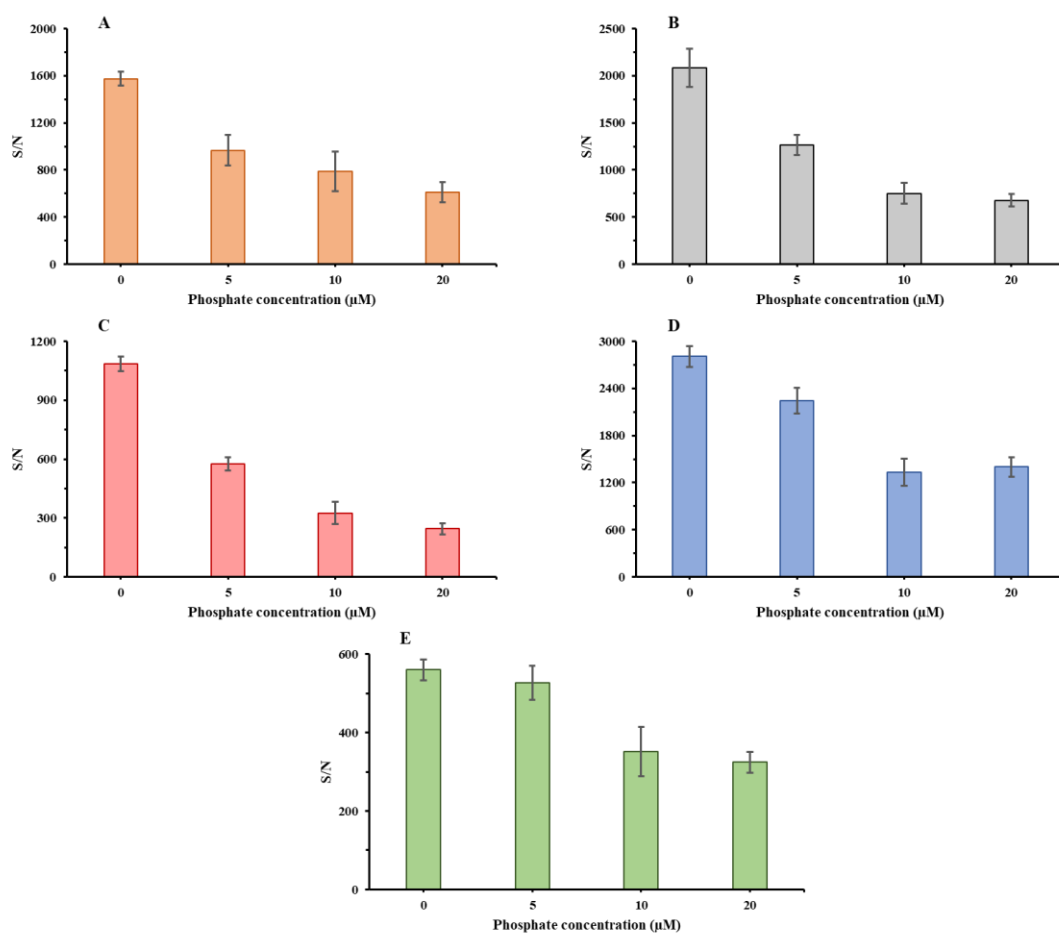 A
2000
1600
1200
800
400
0
S/N
0 5 10 20
Phosphate concentration (µM)
B
2500
2000
1500
1000
500
0
S/N
0 5 10 20
Phosphate concentration (µM)
C
1200
900
600
300
0
S/N
0 5 10 20
Phosphate concentration (µM)
D
3000
2400
1800
1200
600
0
S/N
0 5 10 20
Phosphate concentration (µM)
E
600
400
200
0
S/N
0 5 10 20
Phosphate concentration (µM)